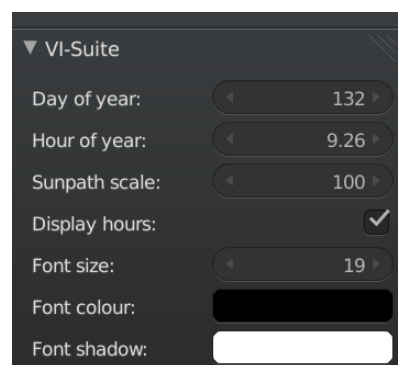 VI-Suite
Day of year: 132
Hour of year: 9.26
Sunpath scale: 100
Display hours:
Font size: 19
Font colour:
Font shadow: